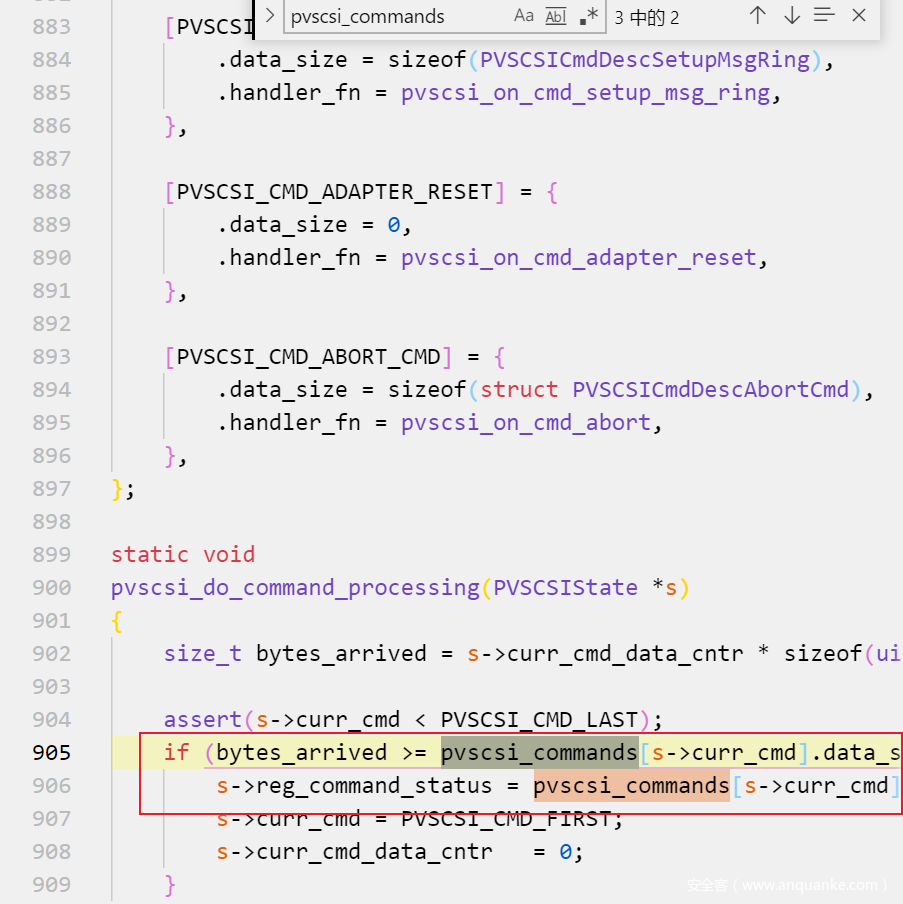 pvscsi_commands Aa Abl .* 3 中的 2
883 [PVSCSI
884 .data_size = sizeof(PVSCSICmdDescSetupMsgRing),
885 .handler_fn = pvscsi_on_cmd_setup_msg_ring,
886 },
887
888 [PVSCSI_CMD_ADAPTER_RESET] = {
889 .data_size = 0,
890 .handler_fn = pvscsi_on_cmd_adapter_reset,
891 },
892
893 [PVSCSI_CMD_ABORT_CMD] = {
894 .data_size = sizeof(struct PVSCSICmdDescAbortCmd),
895 .handler_fn = pvscsi_on_cmd_abort,
896 },
897 };
898
899 static void
900 pvscsi_do_command_processing(PVSCSIState *s)
901 {
902 size_t bytes_arrived = s->curr_cmd_data_cntr * sizeof(ui
903
904 assert(s->curr_cmd < PVSCSI_CMD_LAST);
905 if (bytes_arrived >= pvscsi_commands[s->curr_cmd].data_s
906 s->reg_command_status = pvscsi_commands[s->curr_cmd]
907 s->curr_cmd = PVSCSI_CMD_FIRST;
908 s->curr_cmd_data_cntr = 0;
909 }
安全客（www.anquanke.com）